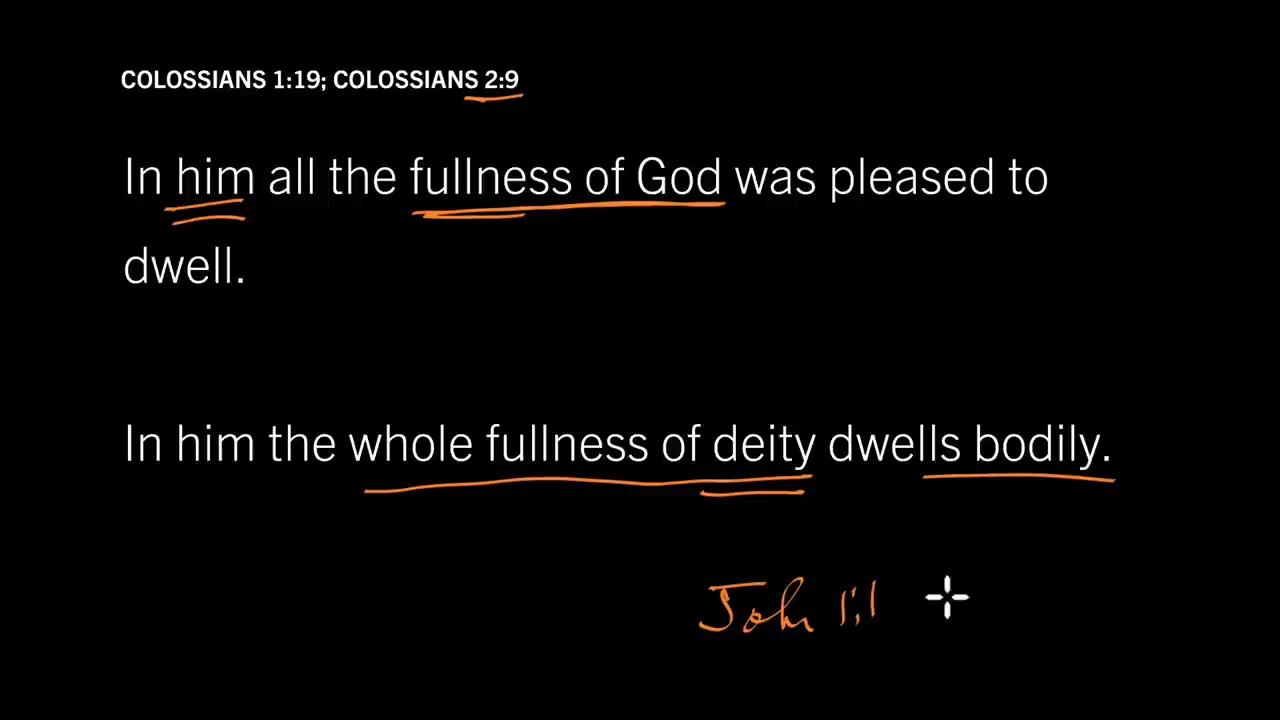 COLOSSIANS 1:19; COLOSSIANS 2:9
In him all the fullness of God was pleased to
dwell.
In him the whole fullness of deity dwells bodily.
John 1:1